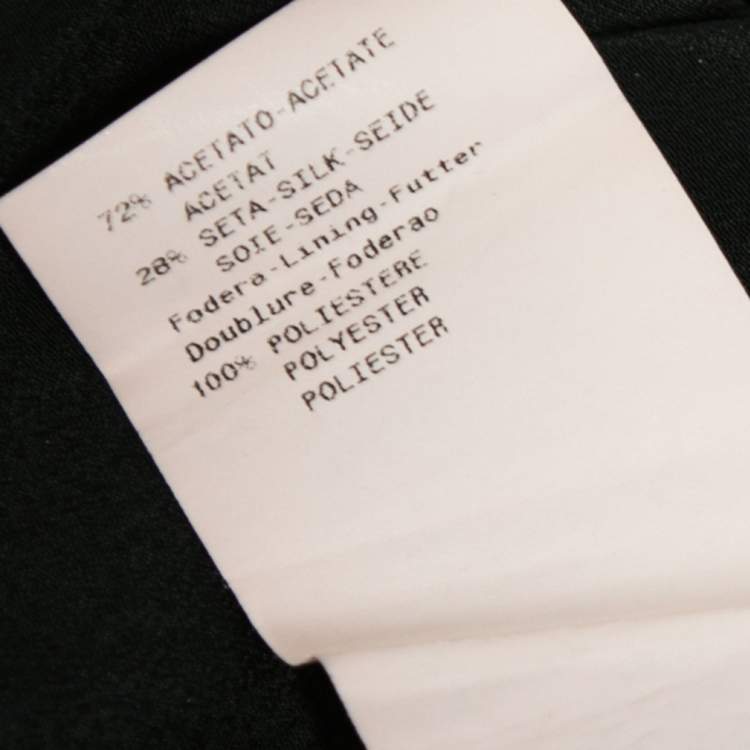 72% ACETATO-ACETATE
ACETAT
28% SETA-SILK-SEIDE
SOIE-SEDA
Fodera-Lining-Futter
Doublure-Foderao
100% POLIESTERE
POLYESTER
POLIESTER